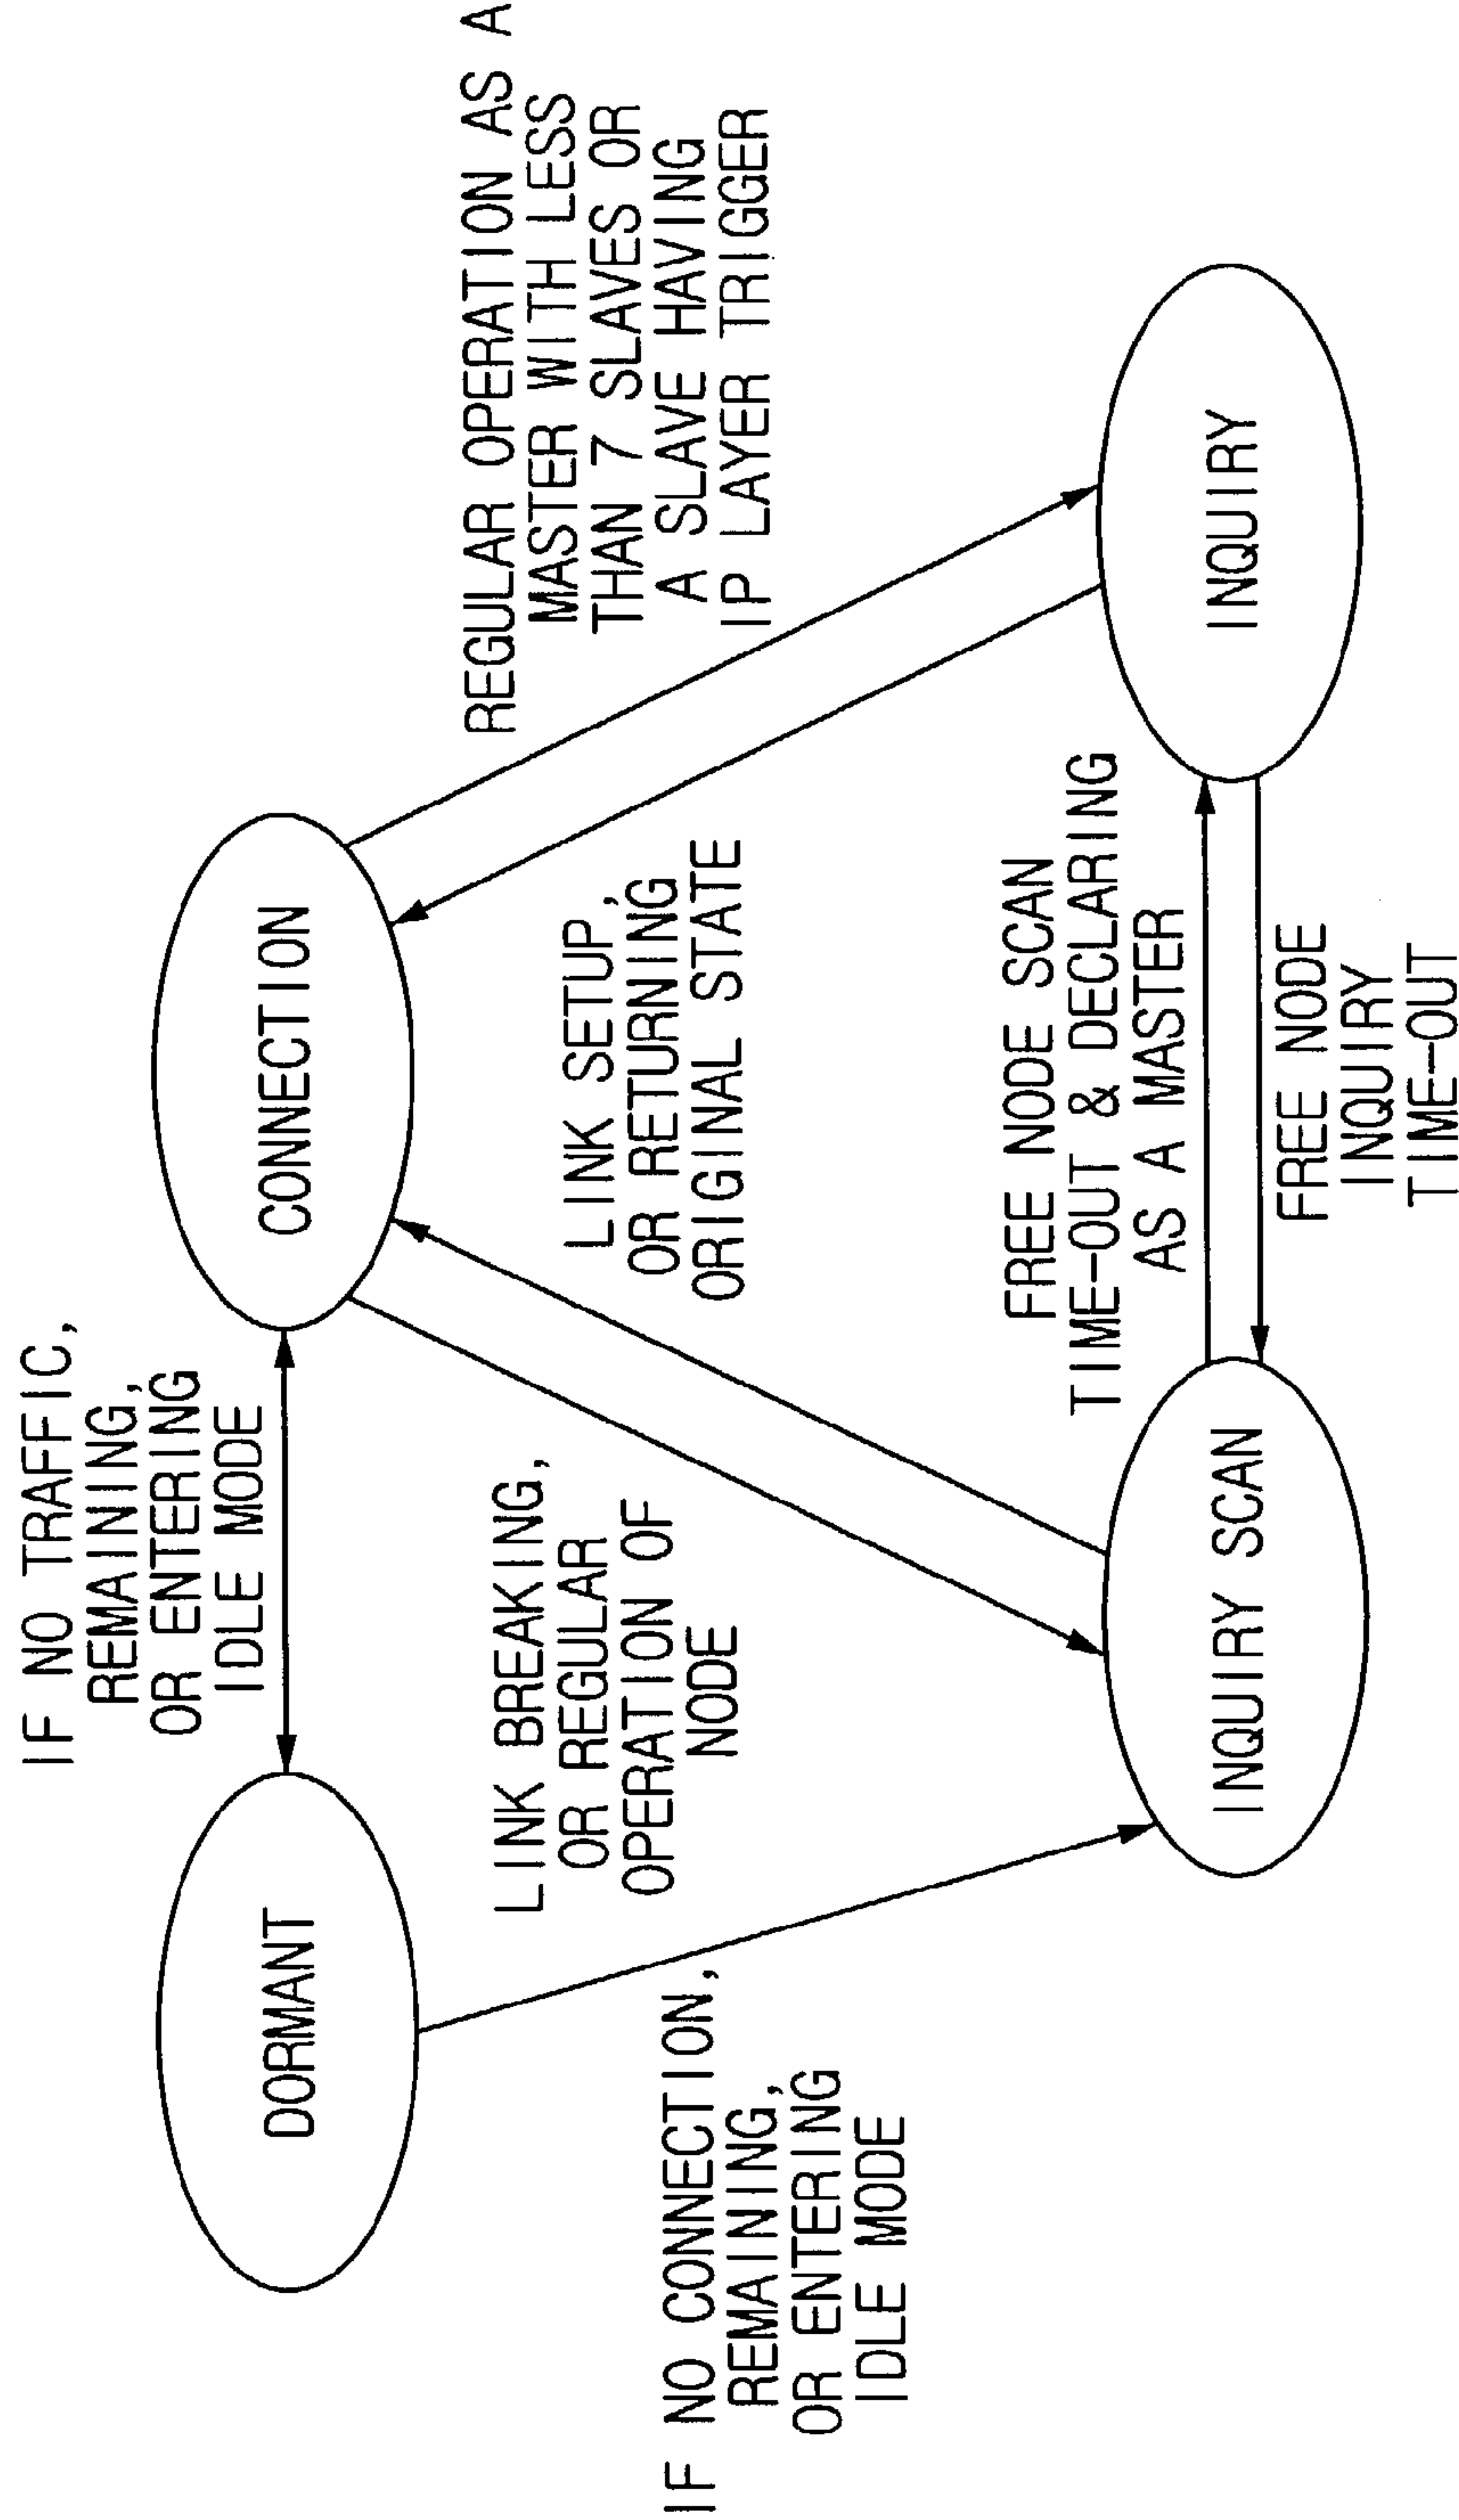 IF NO TRAFFIC,
REMAINING,
OR ENTERING
IDLE MODE
DORMANT
CONNECTION
REGULAR OPERATION AS A
MASTER WITH LESS
THAN 7 SLAVES OR
A SLAVE HAVING
IP LAYER TRIGGER
LINK BREAKING,
OR REGULAR
OPERATION OF
NODE
LINK SETUP,
OR RETURNING
ORIGINAL STATE
IF NO CONNECTION,
REMAINING,
OR ENTERING
IDLE MODE
FREE NODE SCAN
TIME-OUT & DECLARING
AS A MASTER
INQUIRY SCAN
INQUIRY
FREE NODE
INQUIRY
TIME-OUT